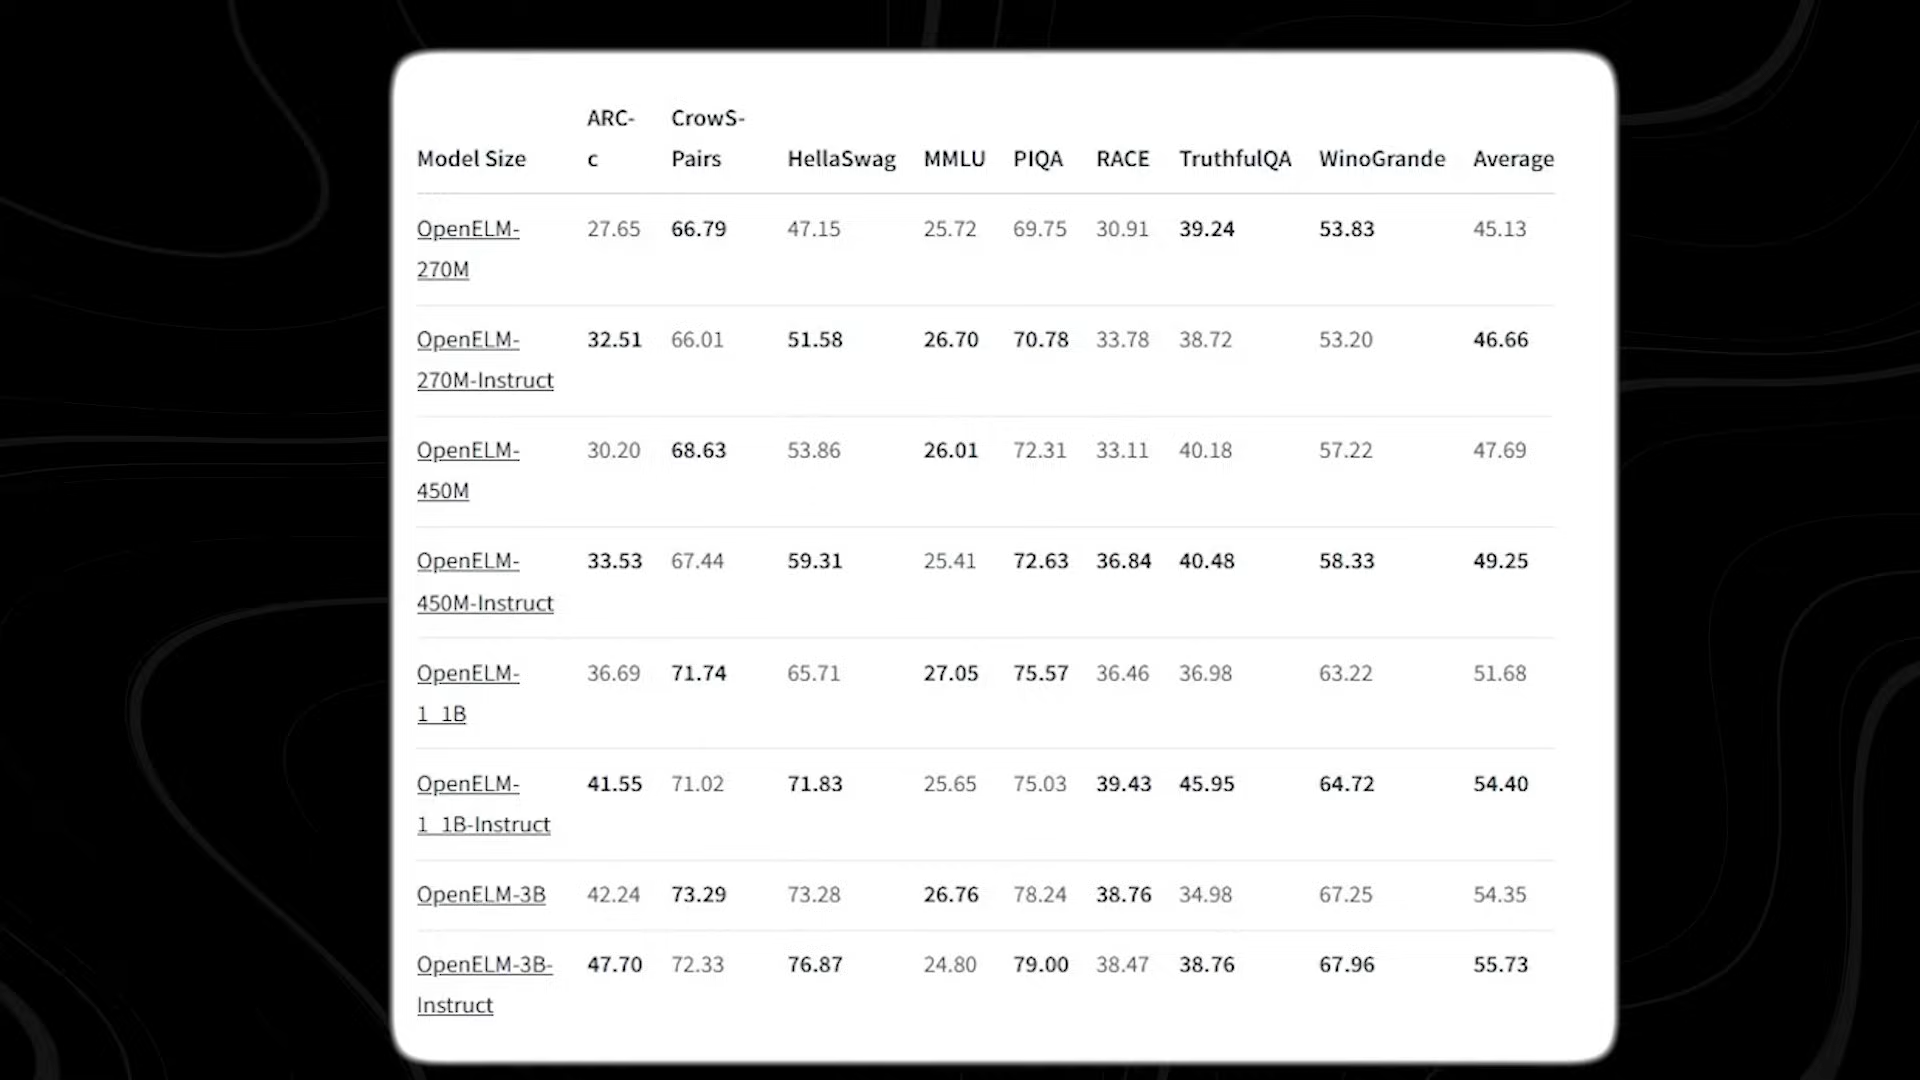 Model Size ARC-c CrowS-Pairs HellaSwag MMLU PIQA RACE TruthfulQA WinoGrande Average
OpenELM-270M 27.65 66.79 47.15 25.72 69.75 30.91 39.24 53.83 45.13
OpenELM-270M-Instruct 32.51 66.01 51.58 26.70 70.78 33.78 38.72 53.20 46.66
OpenELM-450M 30.20 68.63 53.86 26.01 72.31 33.11 40.18 57.22 47.69
OpenELM-450M-Instruct 33.53 67.44 59.31 25.41 72.63 36.84 40.48 58.33 49.25
OpenELM-1_1B 36.69 71.74 65.71 27.05 75.57 36.46 36.98 63.22 51.68
OpenELM-1_1B-Instruct 41.55 71.02 71.83 25.65 75.03 39.43 45.95 64.72 54.40
OpenELM-3B 42.24 73.29 73.28 26.76 78.24 38.76 34.98 67.25 54.35
OpenELM-3B-Instruct 47.70 72.33 76.87 24.80 79.00 38.47 38.76 67.96 55.73